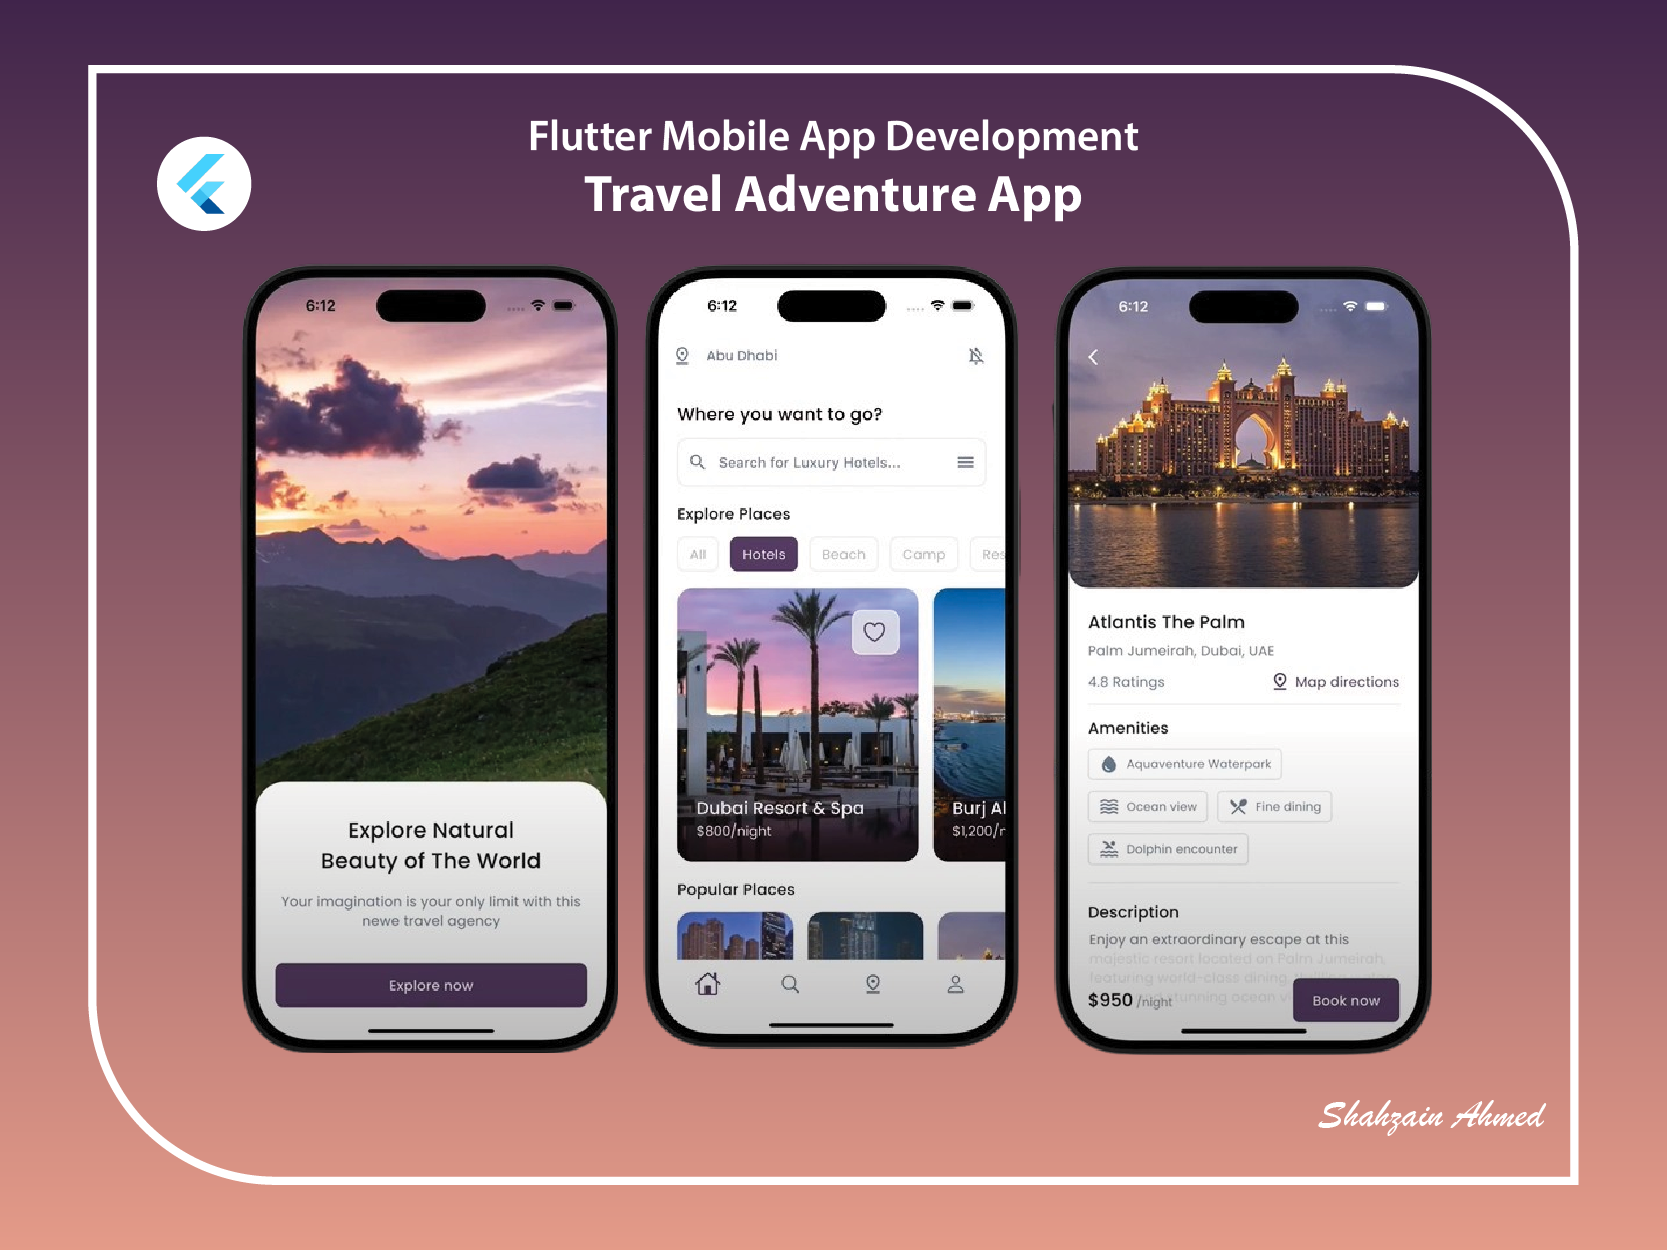 Flutter Mobile App Development
Travel Adventure App
6:12
Explore Natural
Beauty of The World
Your imagination is your only limit with this
newe travel agency
Explore now
6:12
Abu Dhabi
Where you want to go?
Search for Luxury Hotels...
Explore Places
All Hotels Beach Camp Res
Dubai Resort & Spa
$800/night
Burj Al
$1,200/n
Popular Places
6:12
Atlantis The Palm
Palm Jumeirah, Dubai, UAE
4.8 Ratings Map directions
Amenities
Aquaventure Waterpark
Ocean view Fine dining
Dolphin encounter
Description
Enjoy an extraordinary escape at this
majestic resort located on Palm Jumeirah,
featuring world-class dining,
stunning ocean
$950 /night Book now
Shahzain Ahmed